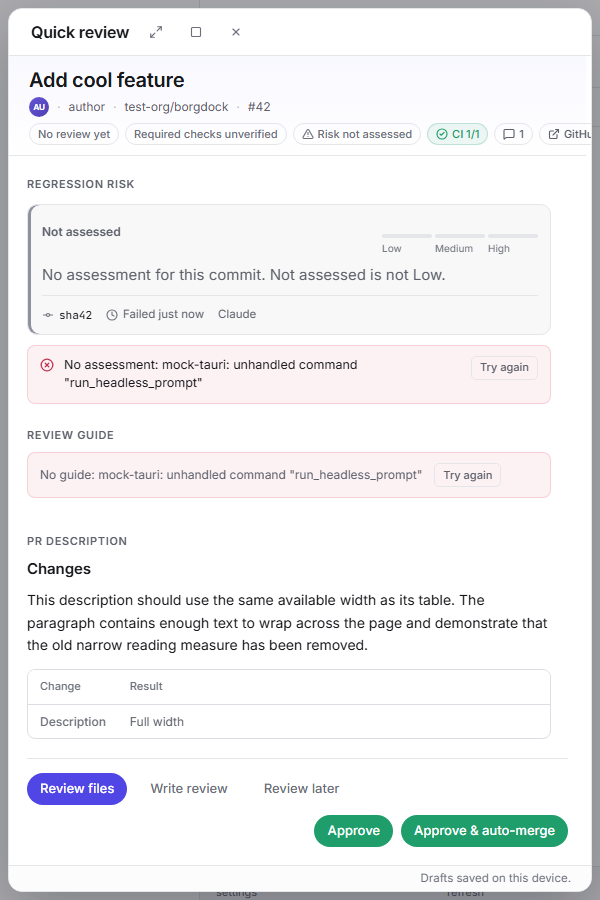 Quick review
Add cool feature
AU · author · test-org/borgdock · #42
No review yet Required checks unverified Risk not assessed CI 1/1 1 GitHu
REGRESSION RISK
Not assessed
Low Medium High
No assessment for this commit. Not assessed is not Low.
sha42 Failed just now Claude
No assessment: mock-tauri: unhandled command
"run_headless_prompt"
Try again
REVIEW GUIDE
No guide: mock-tauri: unhandled command "run_headless_prompt" Try again
PR DESCRIPTION
Changes
This description should use the same available width as its table. The
paragraph contains enough text to wrap across the page and demonstrate that
the old narrow reading measure has been removed.
Change Result
Description Full width
Review files Write review Review later
Approve Approve & auto-merge
Drafts saved on this device.
settings refresh